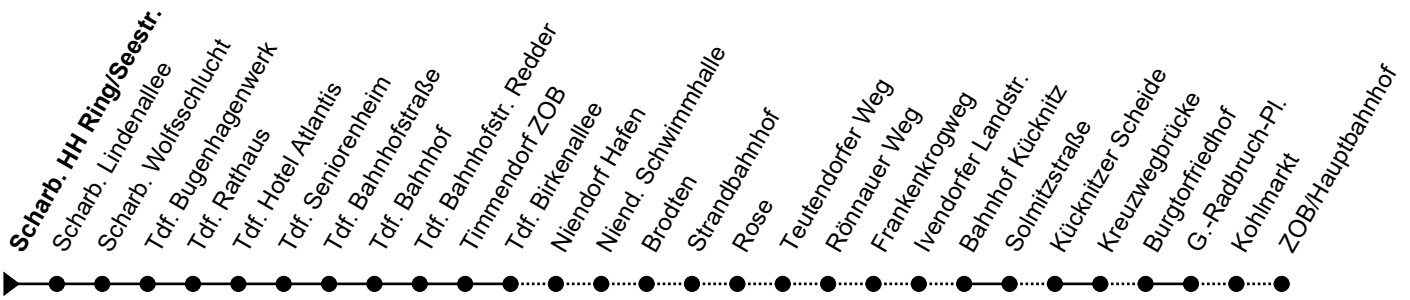 Scharb. HH Ring/Seestr.
Scharb. Lindenallee
Scharb. Wolfsschlucht
Tdf. Bugenhagenwerk
Tdf. Rathaus
Tdf. Hotel Atlantis
Tdf. Seniorenheim
Tdf. Bahnhofstraße
Tdf. Bahnhof
Tdf. Bahnhofstr. Redder
Timmendorf ZOB
Tdf. Birkenallee
Niendorf Hafen
Niend. Schwimmhalle
Brodten
Strandbahnhof
Rose
Teutendorfer Weg
Rönnauer Weg
Frankenkrogweg
Ivendorfer Landstr.
Bahnhof Kücknitz
Solmitzstraße
Kücknitzer Scheide
Kreuzwegbrücke
Burgtorfriedhof
G.-Radbruch-Pl.
Kohlmarkt
ZOB/Hauptbahnhof